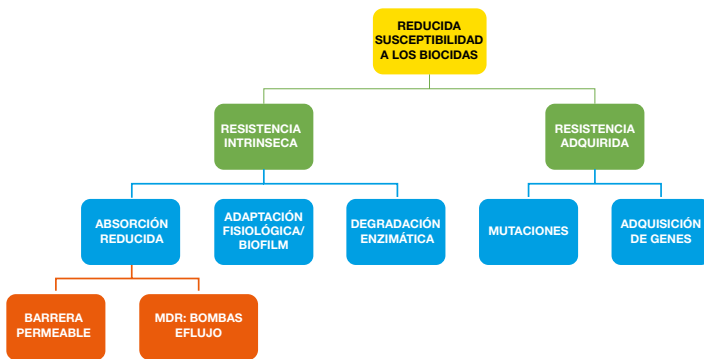 REDUCIDA
SUSCEPTIBILIDAD
A LOS BIOCIDAS
RESISTENCIA
INTRINSECA
RESISTENCIA
ADQUIRIDA
ABSORCIÓN
REDUCIDA
ADAPTACIÓN
FISIOLÓGICA/
BIOFILM
DEGRADACIÓN
ENZIMÁTICA
MUTACIONES
ADQUISICIÓN
DE GENES
BARRERA
PERMEABLE
MDR: BOMBAS
EFLUJO